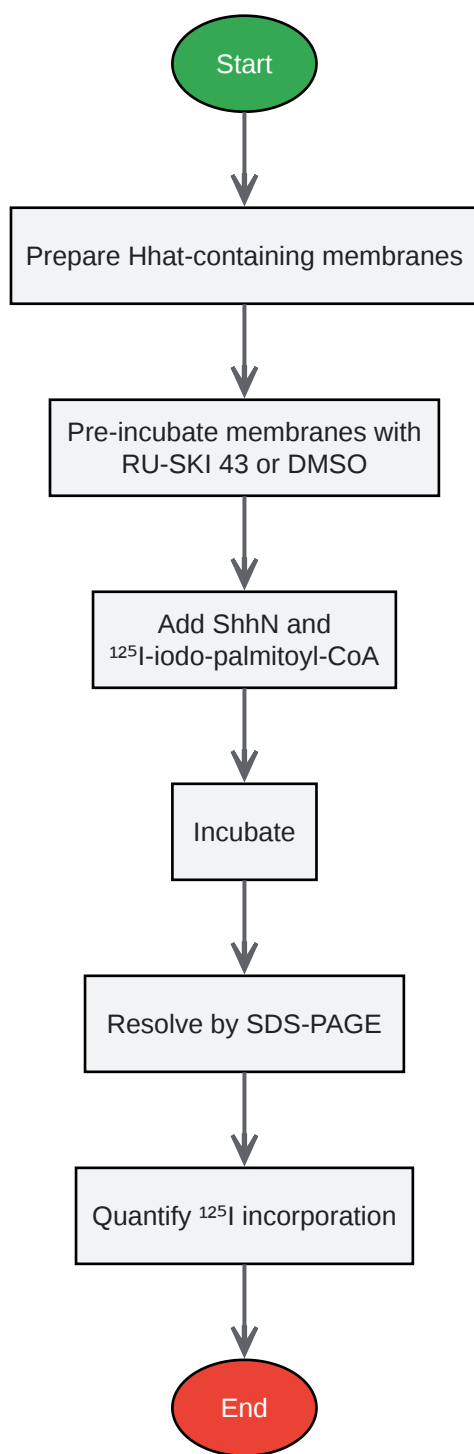 Start
Prepare Hhat-containing membranes
Pre-incubate membranes with
RU-SKI 43 or DMSO
Add ShhN and
¹²⁵I-iodo-palmitoyl-CoA
Incubate
Resolve by SDS-PAGE
Quantify ¹²⁵I incorporation
End